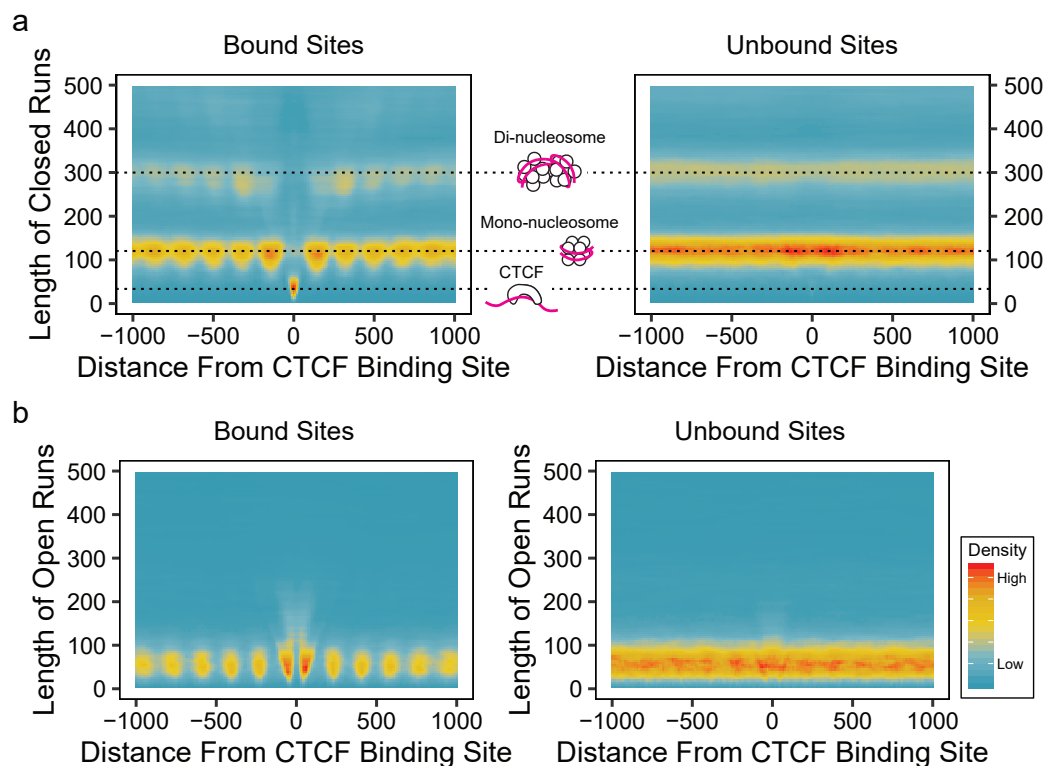 a
Bound Sites
Unbound Sites
Length of Closed Runs
500
400
300
200
100
0
Di-nucleosome
Mono-nucleosome
CTCF
500
400
300
200
100
0
−1000 −500 0 500 1000
−1000 −500 0 500 1000
Distance From CTCF Binding Site
Distance From CTCF Binding Site
b
Bound Sites
Unbound Sites
Length of Open Runs
500
400
300
200
100
0
Length of Open Runs
500
400
300
200
100
0
Density
High
Low
−1000 −500 0 500 1000
−1000 −500 0 500 1000
Distance From CTCF Binding Site
Distance From CTCF Binding Site